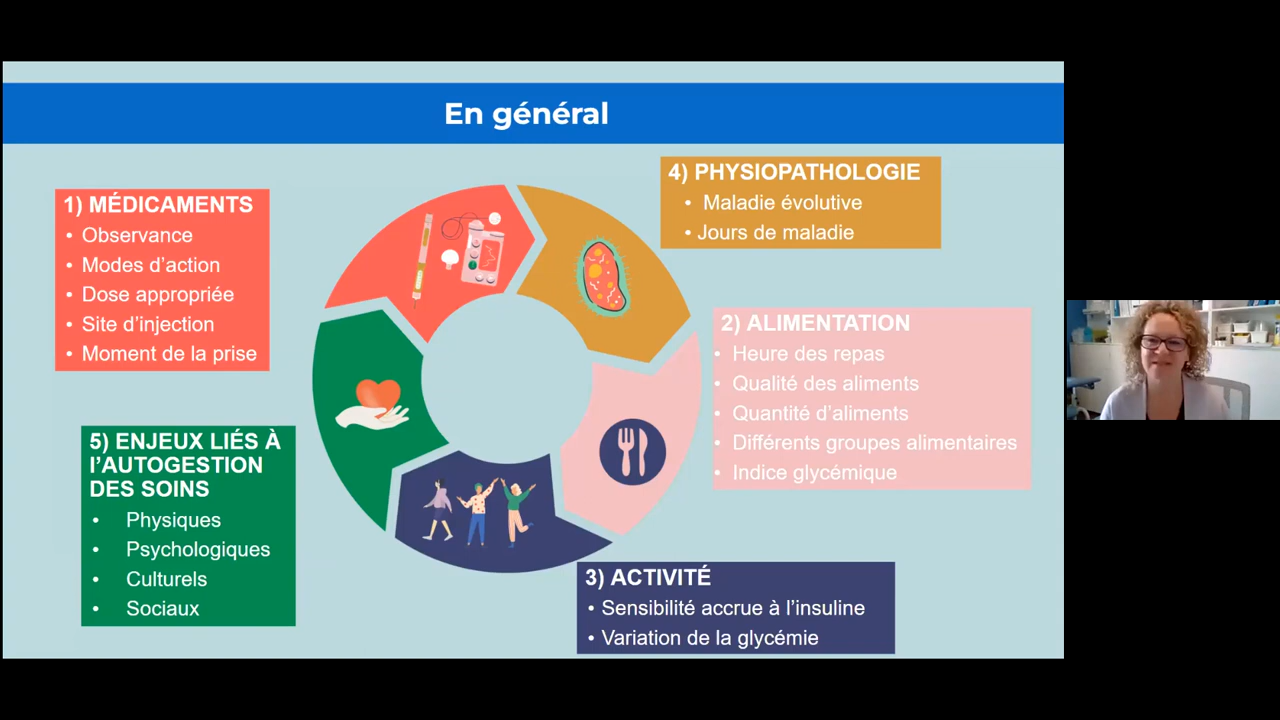 En général
1) MÉDICAMENTS
• Observance
• Modes d’action
• Dose appropriée
• Site d’injection
• Moment de la prise
4) PHYSIOPATHOLOGIE
• Maladie évolutive
• Jours de maladie
2) ALIMENTATION
• Heure des repas
• Qualité des aliments
• Quantité d’aliments
• Différents groupes alimentaires
• Indice glycémique
5) ENJEUX LIÉS À
l’AUTOGESTION
DES SOINS
• Physiques
• Psychologiques
• Culturels
• Sociaux
3) ACTIVITÉ
• Sensibilité accrue à l’insuline
• Variation de la glycémie